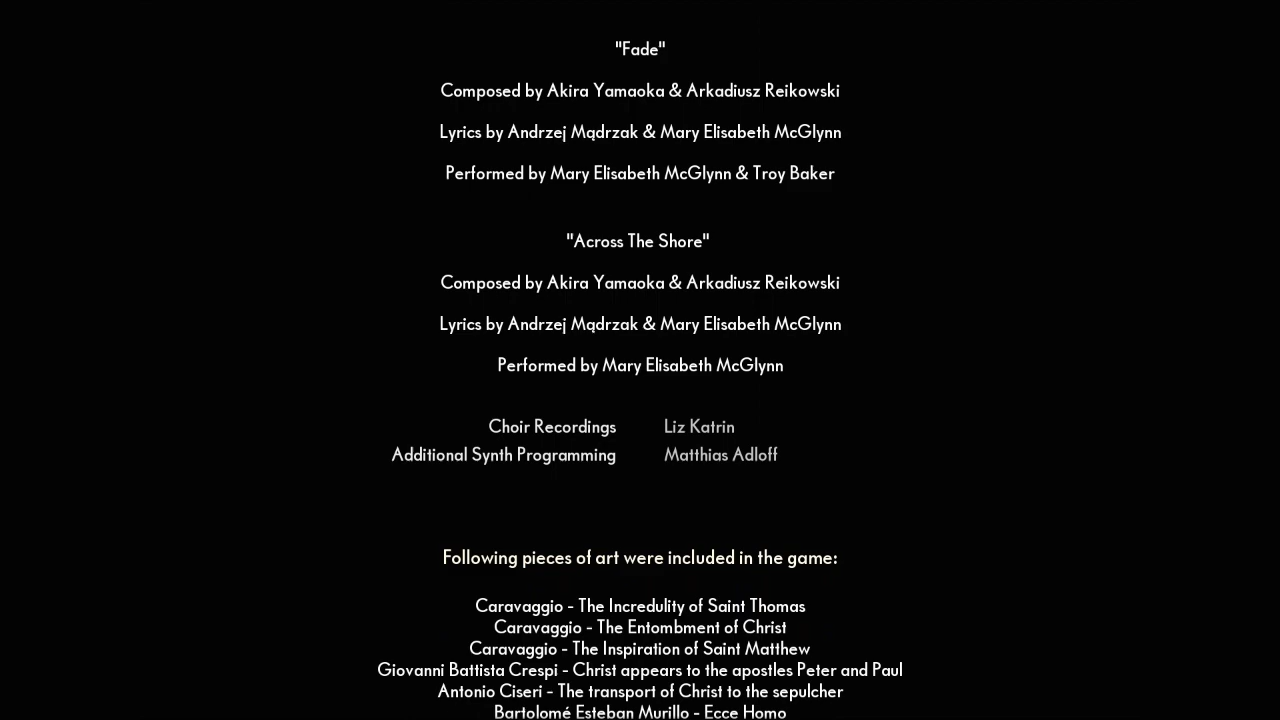 "Fade"
Composed by Akira Yamaoka & Arkadiusz Reikowski
Lyrics by Andrzej Mądrzak & Mary Elisabeth McGlynn
Performed by Mary Elisabeth McGlynn & Troy Baker
"Across The Shore"
Composed by Akira Yamaoka & Arkadiusz Reikowski
Lyrics by Andrzej Mądrzak & Mary Elisabeth McGlynn
Performed by Mary Elisabeth McGlynn
Choir Recordings Liz Katrin
Additional Synth Programming Matthias Adloff
Following pieces of art were included in the game:
Caravaggio - The Incredulity of Saint Thomas
Caravaggio - The Entombment of Christ
Caravaggio - The Inspiration of Saint Matthew
Giovanni Battista Crespi - Christ appears to the apostles Peter and Paul
Antonio Ciseri - The transport of Christ to the sepulcher
Bartolomé Esteban Murillo - Ecce Homo